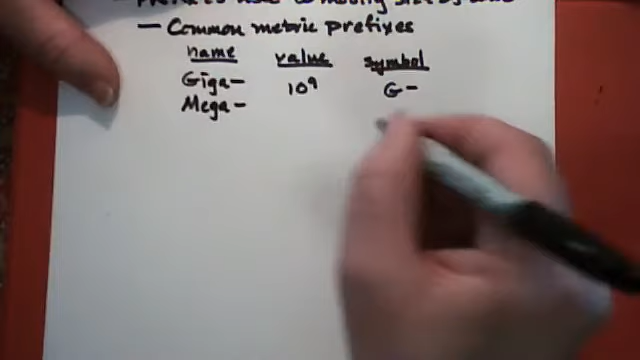 — Common metric prefixes
name value symbol
Giga– 10⁹ G–
Mega–